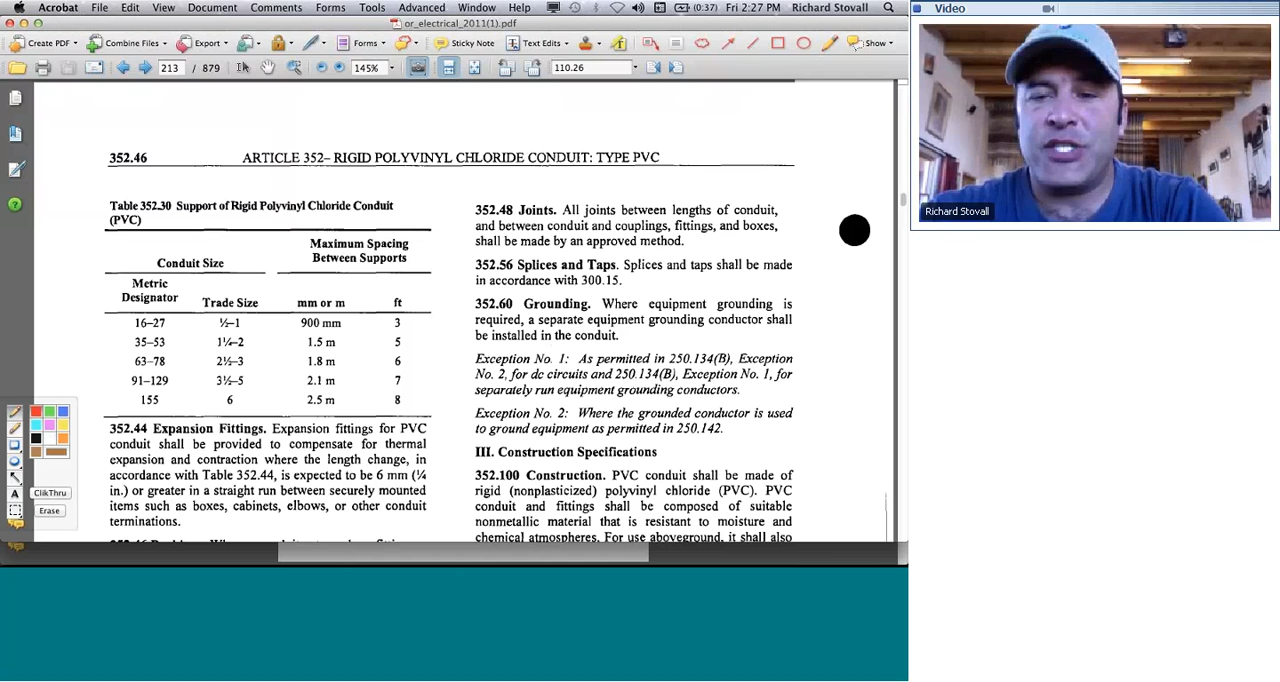 Acrobat File Edit View Window Document Comments Forms Tools Advanced Window Help (0:37) Fri 2:27 PM Richard Stovall
or_electrical_2011(1).pdf
Create PDF Combine Files Export Forms Sticky Note Text Edits Show
213 / 879 145% 110.26
352.46 ARTICLE 352– RIGID POLYVINYL CHLORIDE CONDUIT: TYPE PVC
Table 352.30 Support of Rigid Polyvinyl Chloride Conduit
(PVC)
Maximum Spacing
Conduit Size Between Supports
Metric
Designator Trade Size mm or m ft
16–27 ½–1 900 mm 3
35–53 1¼–2 1.5 m 5
63–78 2½–3 1.8 m 6
91–129 3½–5 2.1 m 7
155 6 2.5 m 8
352.44 Expansion Fittings. Expansion fittings for PVC
conduit shall be provided to compensate for thermal
expansion and contraction where the length change, in
accordance with Table 352.44, is expected to be 6 mm (¼
in.) or greater in a straight run between securely mounted
items such as boxes, cabinets, elbows, or other conduit
terminations.
352.48 Joints. All joints between lengths of conduit,
and between conduit and couplings, fittings, and boxes,
shall be made by an approved method.
352.56 Splices and Taps. Splices and taps shall be made
in accordance with 300.15.
352.60 Grounding. Where equipment grounding is
required, a separate equipment grounding conductor shall
be installed in the conduit.
Exception No. 1: As permitted in 250.134(B), Exception
No. 2, for dc circuits and 250.134(B), Exception No. 1, for
separately run equipment grounding conductors.
Exception No. 2: Where the grounded conductor is used
to ground equipment as permitted in 250.142.
III. Construction Specifications
352.100 Construction. PVC conduit shall be made of
rigid (nonplasticized) polyvinyl chloride (PVC). PVC
conduit and fittings shall be composed of suitable
nonmetallic material that is resistant to moisture and
chemical atmospheres. For use aboveground, it shall also
A
ClikThru
Erase
Video
Richard Stovall